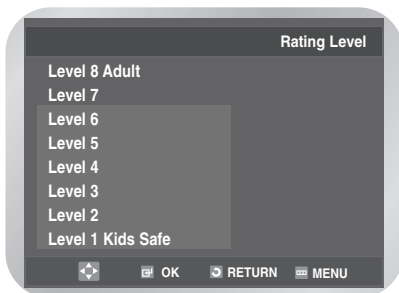 Rating Level
Level 8 Adult
Level 7
Level 6
Level 5
Level 4
Level 3
Level 2
Level 1 Kids Safe
OK RETURN MENU